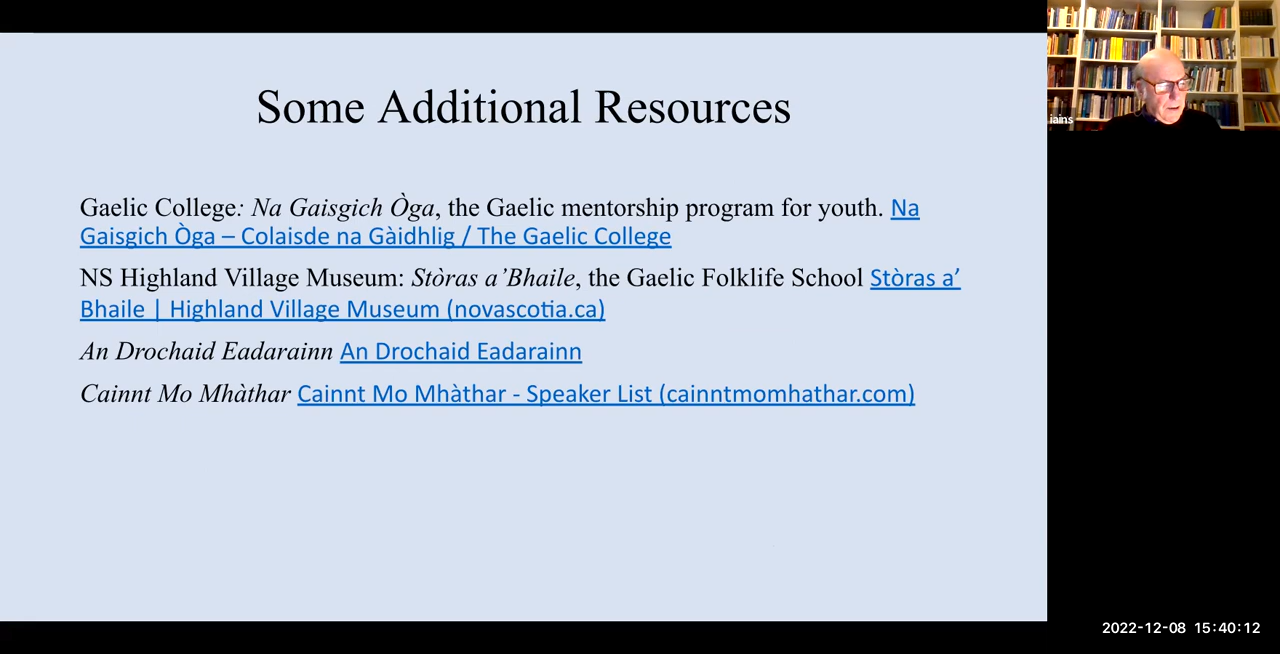 Some Additional Resources
Gaelic College: Na Gaisgich Òga, the Gaelic mentorship program for youth. Na
Gaisgich Òga – Colaisde na Gàidhlig / The Gaelic College
NS Highland Village Museum: Stòras a’Bhaile, the Gaelic Folklife School Stòras a’
Bhaile | Highland Village Museum (novascotia.ca)
An Drochaid Eadarainn An Drochaid Eadarainn
Cainnt Mo Mhàthar Cainnt Mo Mhàthar - Speaker List (cainntmomhathar.com)
iains
2022-12-08 15:40:12